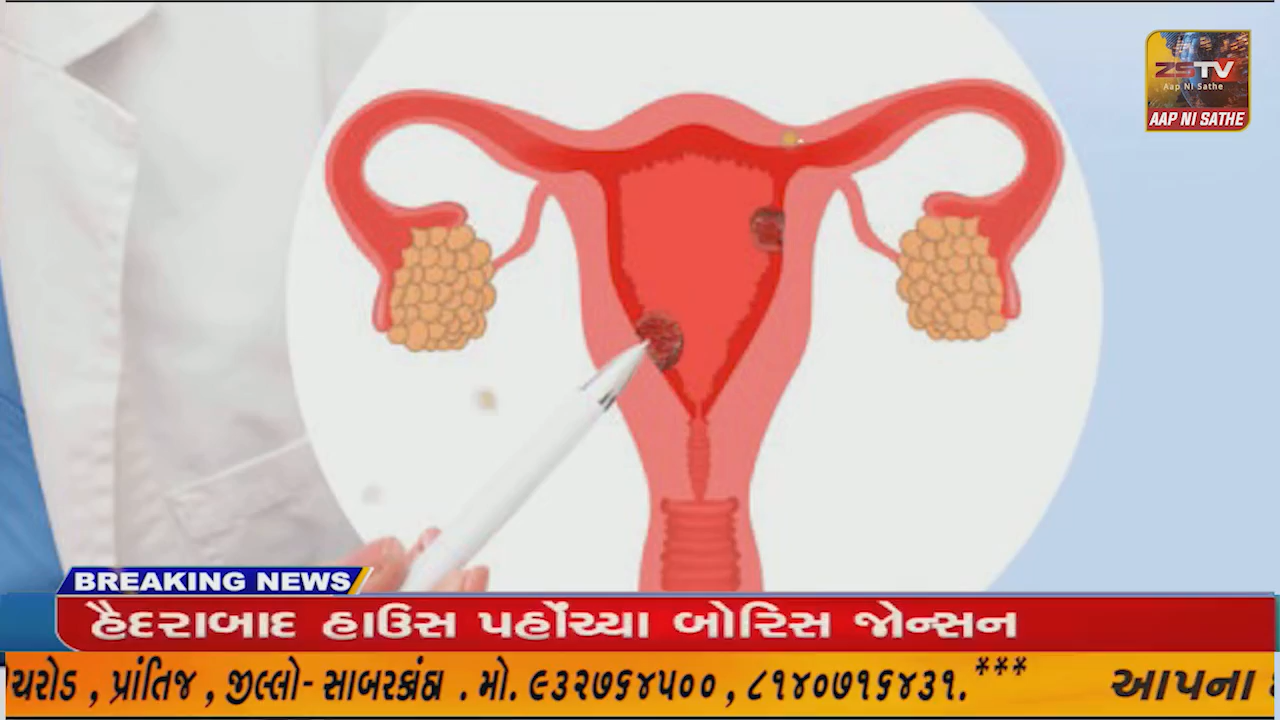 ZSTV
Aap Ni Sathe
AAP NI SATHE
BREAKING NEWS
હૈદરાબાદ હાઉસ પહોંચ્યા બોરિસ જોન્સન
ચરોડ , પ્રાંતિજ , જીલ્લો- સાબરકાંઠા . મો. ૯૩૨૭૬૪૫૦૦ , ૮૧૪૦૭૧૬૪૩૧.*** આપના